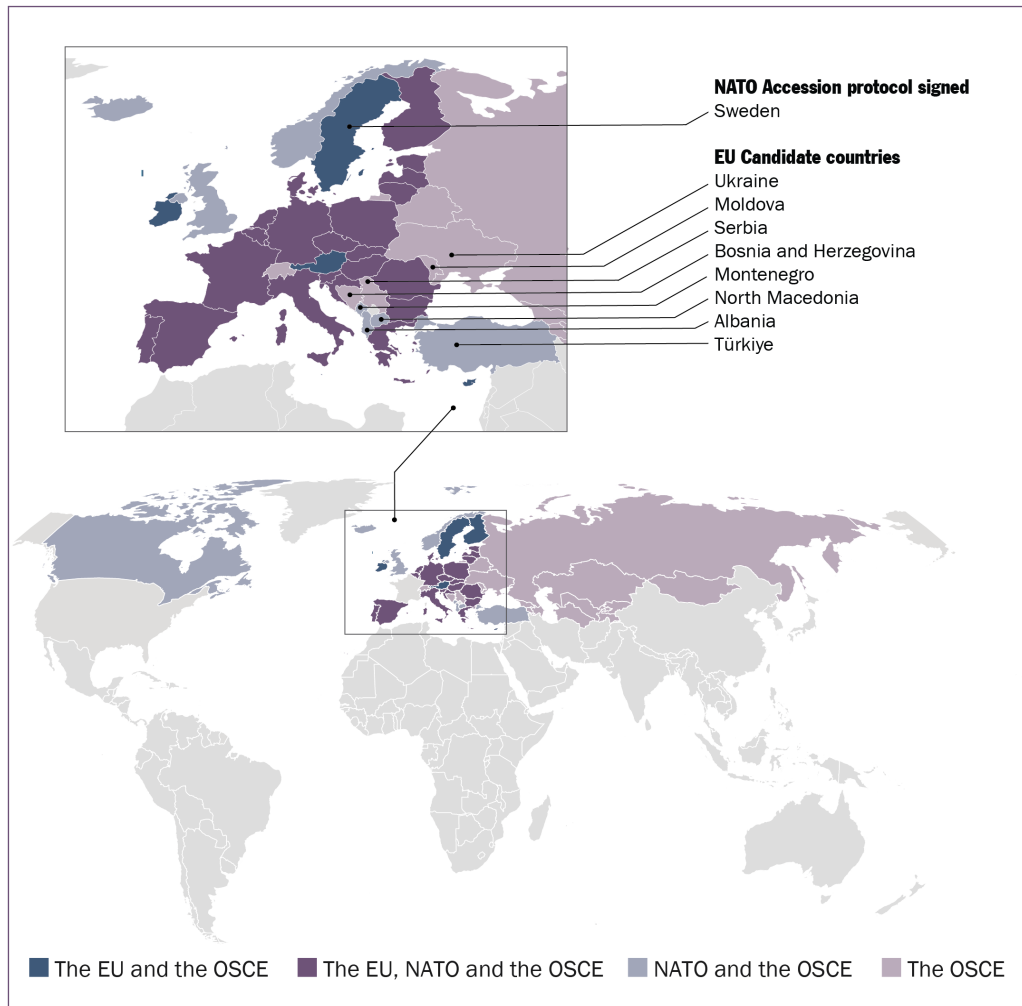 NATO Accession protocol signed
Sweden
EU Candidate countries
Ukraine
Moldova
Serbia
Bosnia and Herzegovina
Montenegro
North Macedonia
Albania
Türkiye
The EU and the OSCE
The EU, NATO and the OSCE
NATO and the OSCE
The OSCE